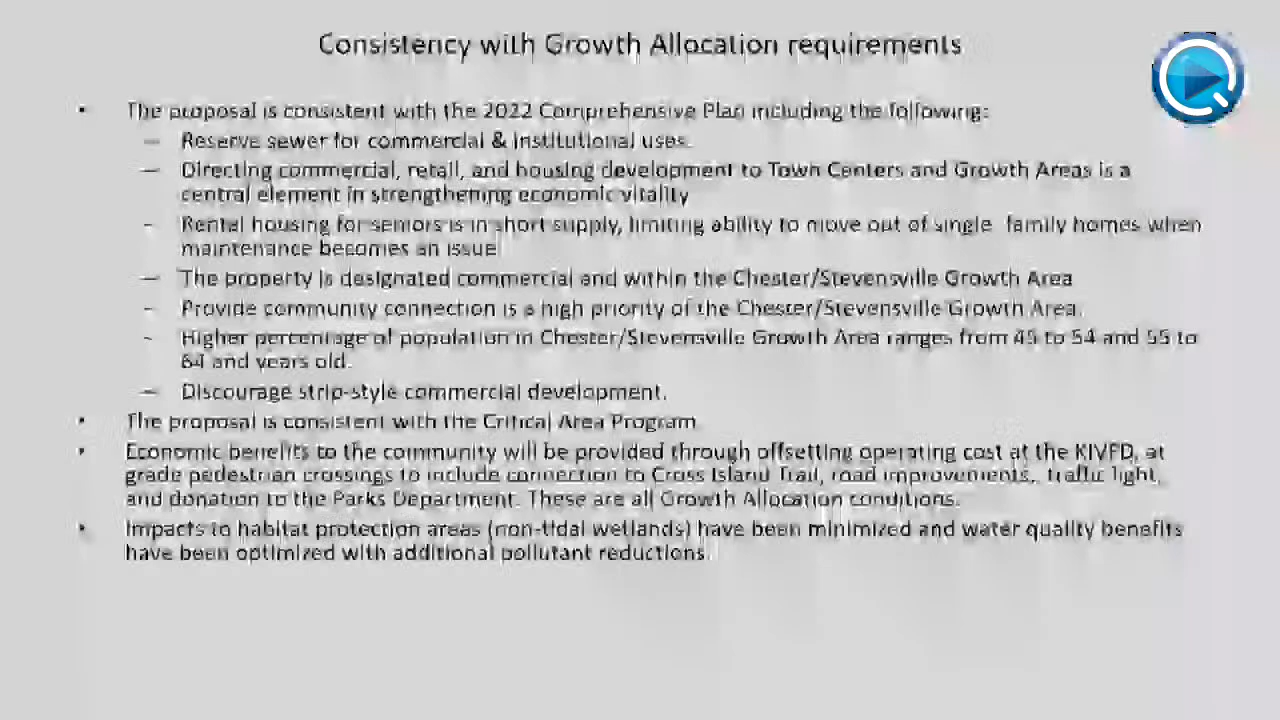 Consistency with Growth Allocation requirements
• The proposal is consistent with the 2022 Comprehensive Plan including the following:
– Reserve sewer for commercial & institutional uses.
– Directing commercial, retail, and housing development to Town Centers and Growth Areas is a
central element in strengthening economic vitality
– Rental housing for seniors is in short supply, limiting ability to move out of single family homes when
maintenance becomes an issue
– The property is designated commercial and within the Chester/Stevensville Growth Area
– Provide community connection is a high priority of the Chester/Stevensville Growth Area.
– Higher percentage of population in Chester/Stevensville Growth Area ranges from 45 to 54 and 55 to
64 and years old.
– Discourage strip-style commercial development.
• The proposal is consistent with the Critical Area Program
• Economic benefits to the community will be provided through offsetting operating cost at the KIVFD, at
grade pedestrian crossings to include connection to Cross Island Trail, road improvements, traffic light,
and donation to the Parks Department. These are all Growth Allocation conditions.
• Impacts to habitat protection areas (non-tidal wetlands) have been minimized and water quality benefits
have been optimized with additional pollutant reductions.